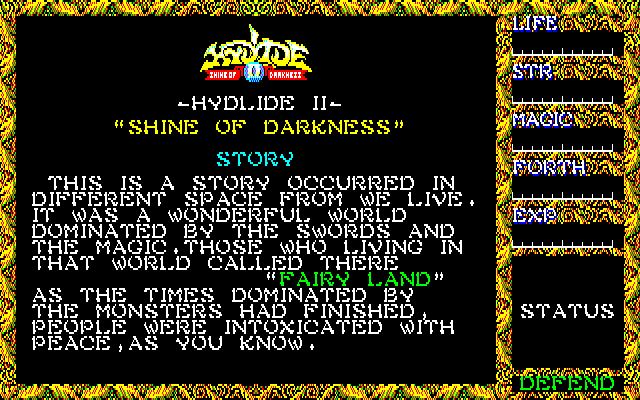 HYDLIDE
II
SHINE OF DARKNESS
-HYDLIDE II-
"SHINE OF DARKNESS"
STORY
THIS IS A STORY OCCURRED IN
DIFFERENT SPACE FROM WE LIVE.
IT WAS A WONDERFUL WORLD
DOMINATED BY THE SWORDS AND
THE MAGIC.THOSE WHO LIVING IN
THAT WORLD CALLED THERE
"FAIRY LAND"
AS THE TIMES DOMINATED BY
THE MONSTERS HAD FINISHED,
PEOPLE WERE INTOXICATED WITH
PEACE,AS YOU KNOW.
LIFE
STR
MAGIC
FORTH
EXP
STATUS
DEFEND